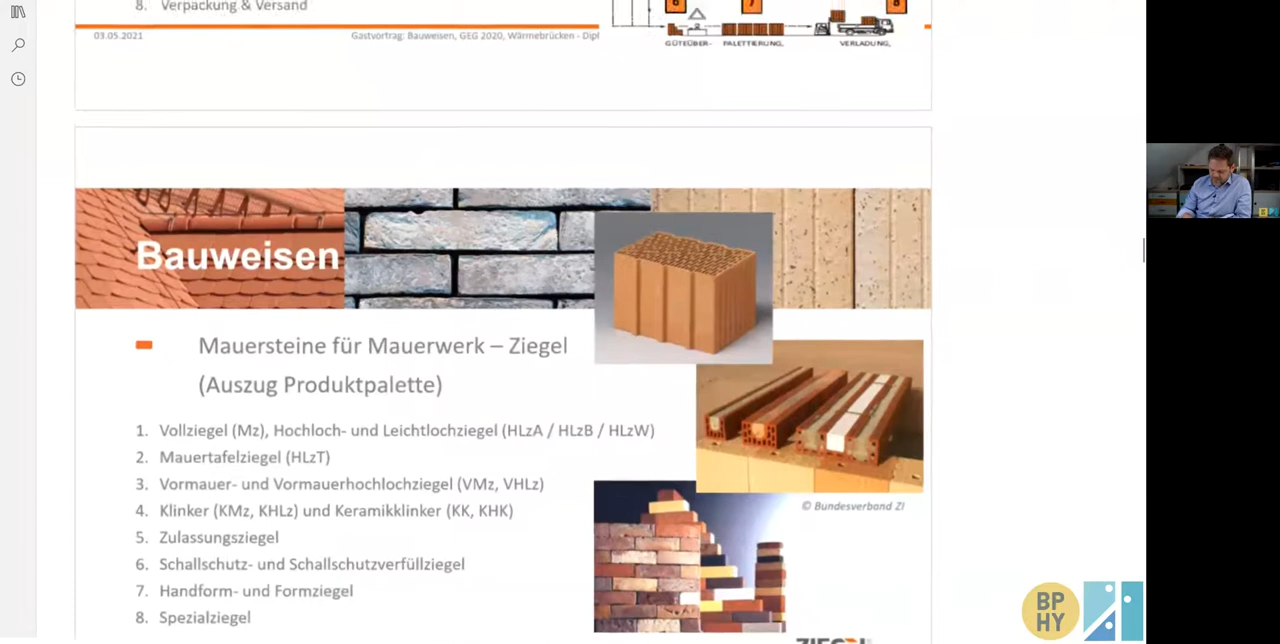 8. Verpackung & Versand
6 7 8
03.05.2021 Gastvortrag: Bauweisen, GEG 2020, Wärmebrücken - Dipl
GÜTEÜBER- PALETTIERUNG, VERLADUNG,
Bauweisen
Mauersteine für Mauerwerk – Ziegel
(Auszug Produktpalette)
1. Vollziegel (Mz), Hochloch- und Leichtlochziegel (HLzA / HLzB / HLzW)
2. Mauertafelziegel (HLzT)
3. Vormauer- und Vormauerhochlochziegel (VMz, VHLz)
4. Klinker (KMz, KHLz) und Keramikklinker (KK, KHK)
5. Zulassungsziegel
6. Schallschutz- und Schallschutzverfüllziegel
7. Handform- und Formziegel
8. Spezialziegel
© Bundesverband ZI
BP
HY